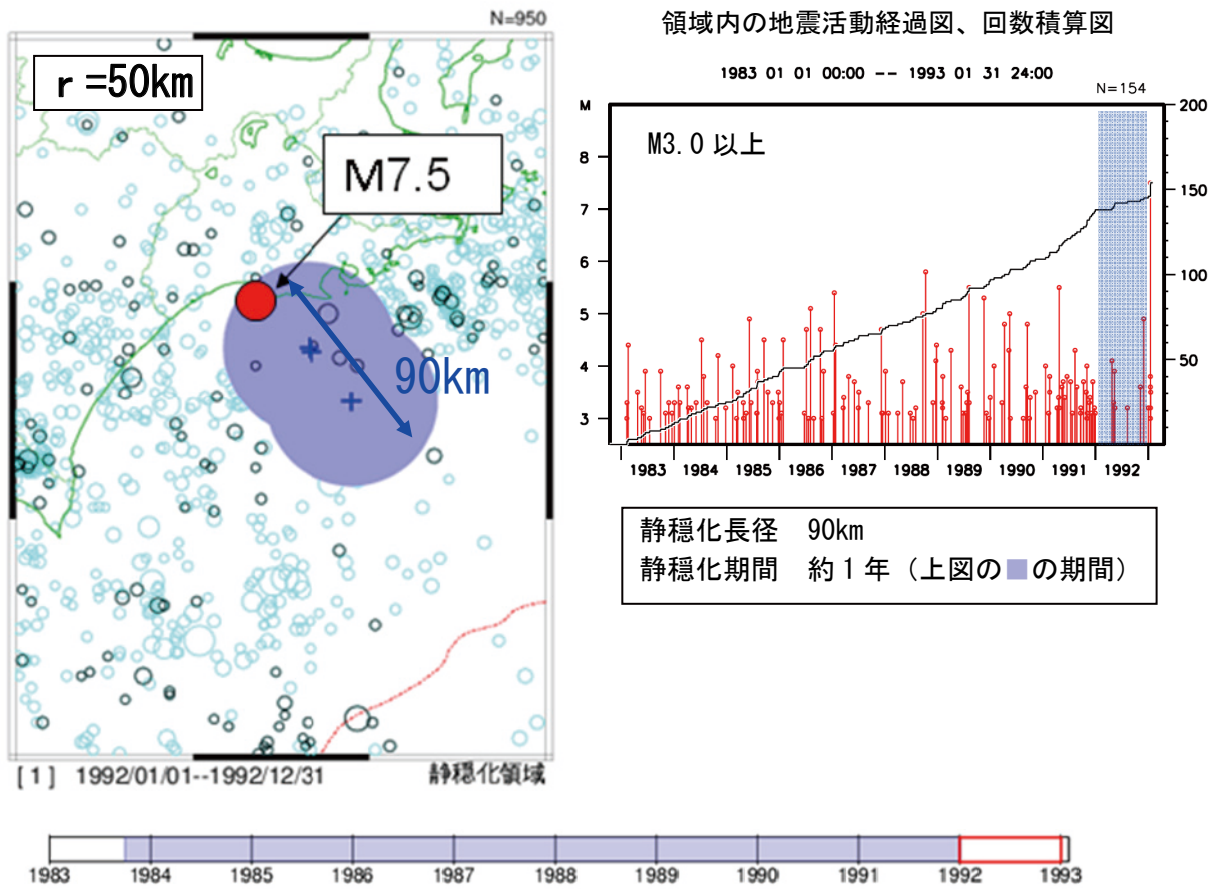 N=950
r=50km
M7.5
90km
[1] 1992/01/01--1992/12/31 静穏化領域
領域内の地震活動経過図、回数積算図
1983 01 01 00:00 -- 1993 01 31 24:00
N=154
M
M3.0 以上
8
7
6
5
4
3
200
150
100
50
1983 1984 1985 1986 1987 1988 1989 1990 1991 1992
静穏化長径 90km
静穏化期間 約1年(上図の■の期間)
1983 1984 1985 1986 1987 1988 1989 1990 1991 1992 1993